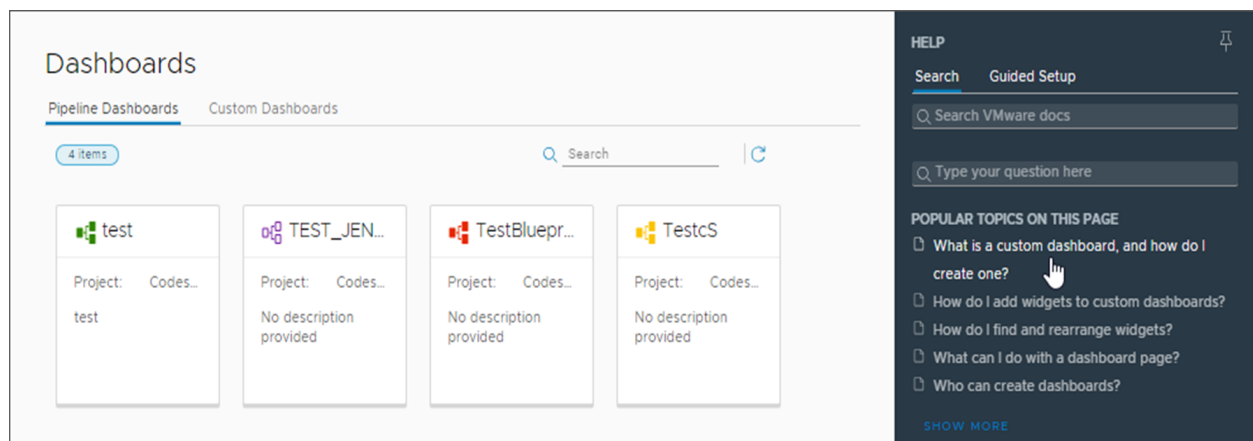 Dashboards
Pipeline Dashboards
Custom Dashboards
4 items
Search
test
Project: Codes...
test
TEST_JEN...
Project: Codes...
No description
provided
TestBluepr...
Project: Codes...
No description
provided
TestcS
Project: Codes...
No description
provided
HELP
Search
Guided Setup
Search VMware docs
Type your question here
POPULAR TOPICS ON THIS PAGE
What is a custom dashboard, and how do I
create one?
How do I add widgets to custom dashboards?
How do I find and rearrange widgets?
What can I do with a dashboard page?
Who can create dashboards?
SHOW MORE